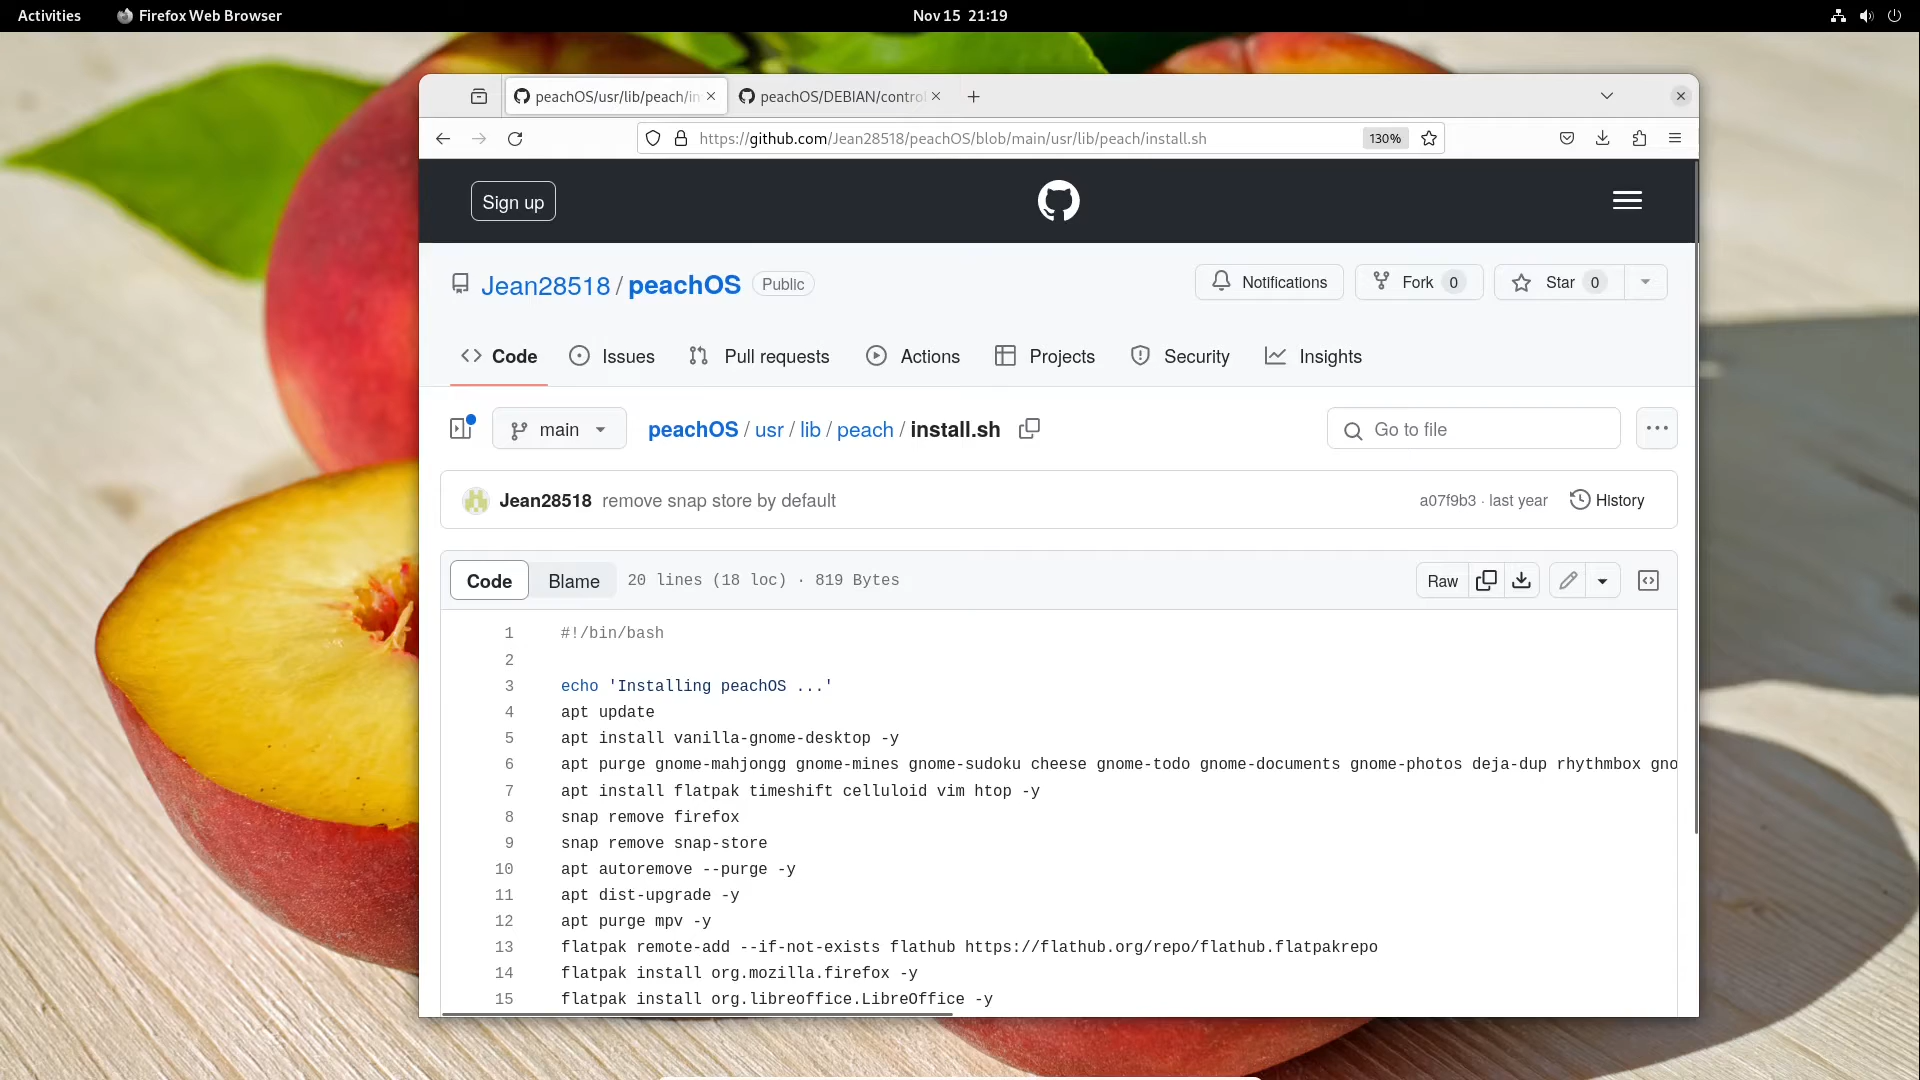 Activities Firefox Web Browser Nov 15 21:19
peachOS/usr/lib/peach/in peachOS/DEBIAN/control
https://github.com/Jean28518/peachOS/blob/main/usr/lib/peach/install.sh 130%
Sign up
Jean28518 / peachOS Public Notifications Fork 0 Star 0
Code Issues Pull requests Actions Projects Security Insights
main peachOS / usr / lib / peach / install.sh Go to file
Jean28518 remove snap store by default a07f9b3 · last year History
Code Blame 20 lines (18 loc) · 819 Bytes Raw
1 #!/bin/bash
2
3 echo 'Installing peachOS ...'
4 apt update
5 apt install vanilla-gnome-desktop -y
6 apt purge gnome-mahjongg gnome-mines gnome-sudoku cheese gnome-todo gnome-documents gnome-photos deja-dup rhythmbox gno
7 apt install flatpak timeshift celluloid vim htop -y
8 snap remove firefox
9 snap remove snap-store
10 apt autoremove --purge -y
11 apt dist-upgrade -y
12 apt purge mpv -y
13 flatpak remote-add --if-not-exists flathub https://flathub.org/repo/flathub.flatpakrepo
14 flatpak install org.mozilla.firefox -y
15 flatpak install org.libreoffice.LibreOffice -y